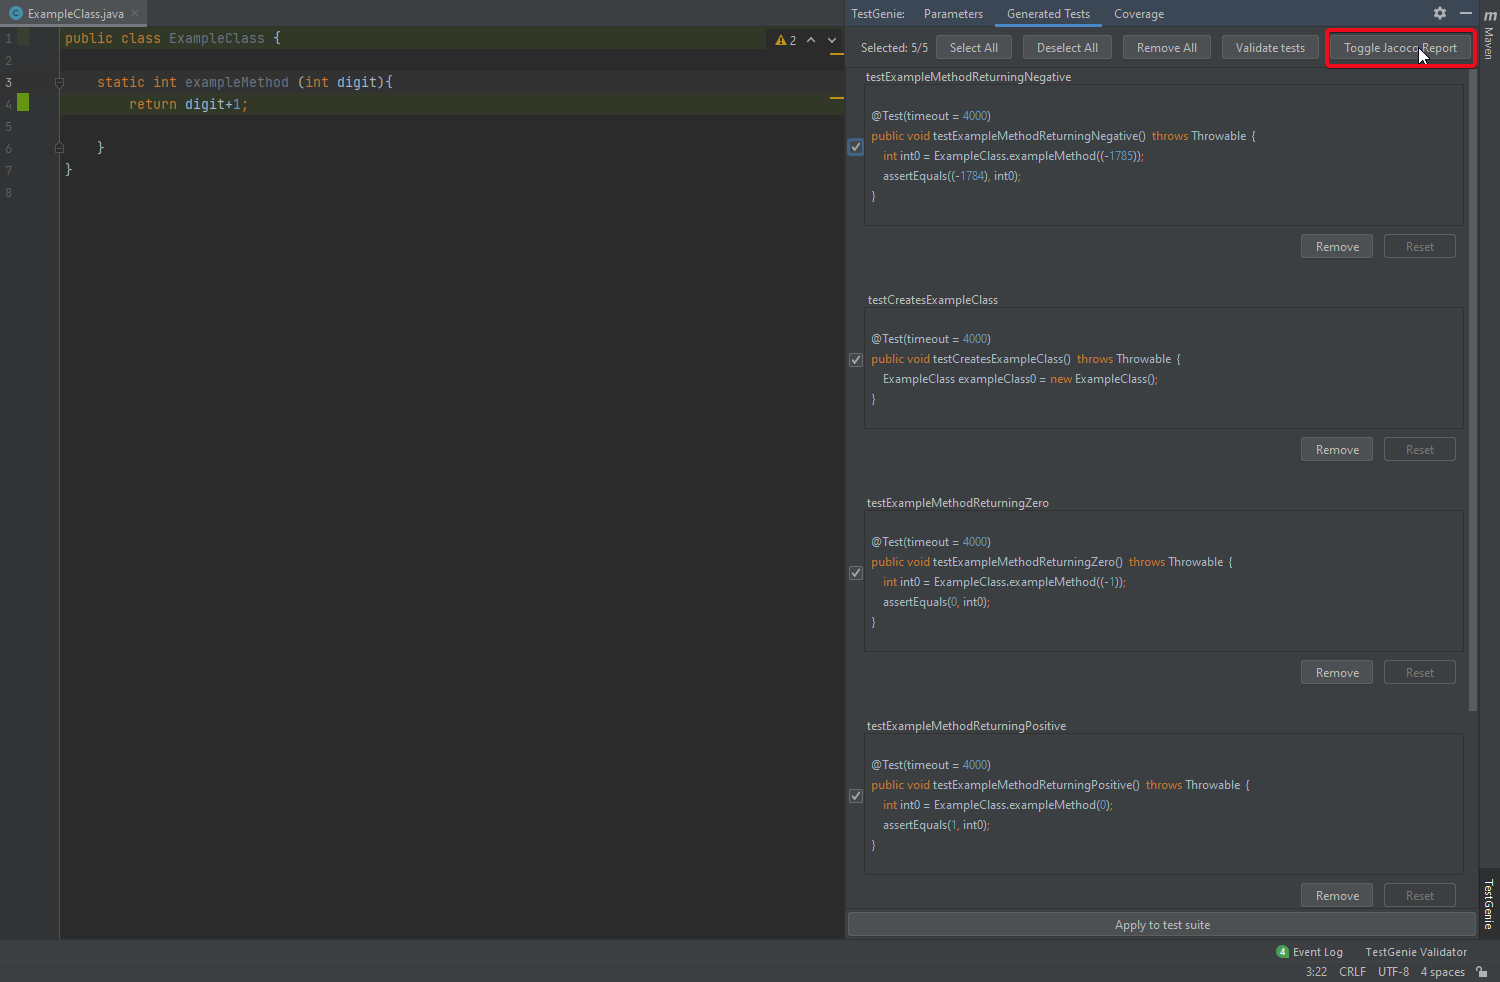 ExampleClass.java
TestGenie: Parameters Generated Tests Coverage
Selected: 5/5 Select All Deselect All Remove All Validate tests Toggle Jacoco Report
1 public class ExampleClass {
2
2
3 static int exampleMethod (int digit){
4 return digit+1;
5
6 }
7 }
8
testExampleMethodReturningNegative
@Test(timeout = 4000)
public void testExampleMethodReturningNegative() throws Throwable {
int int0 = ExampleClass.exampleMethod((-1785));
assertEquals((-1784), int0);
}
Remove Reset
testCreatesExampleClass
@Test(timeout = 4000)
public void testCreatesExampleClass() throws Throwable {
ExampleClass exampleClass0 = new ExampleClass();
}
Remove Reset
testExampleMethodReturningZero
@Test(timeout = 4000)
public void testExampleMethodReturningZero() throws Throwable {
int int0 = ExampleClass.exampleMethod((-1));
assertEquals(0, int0);
}
Remove Reset
testExampleMethodReturningPositive
@Test(timeout = 4000)
public void testExampleMethodReturningPositive() throws Throwable {
int int0 = ExampleClass.exampleMethod(0);
assertEquals(1, int0);
}
Remove Reset
Apply to test suite
m
Maven
TestGenie
4 Event Log TestGenie Validator
3:22 CRLF UTF-8 4 spaces